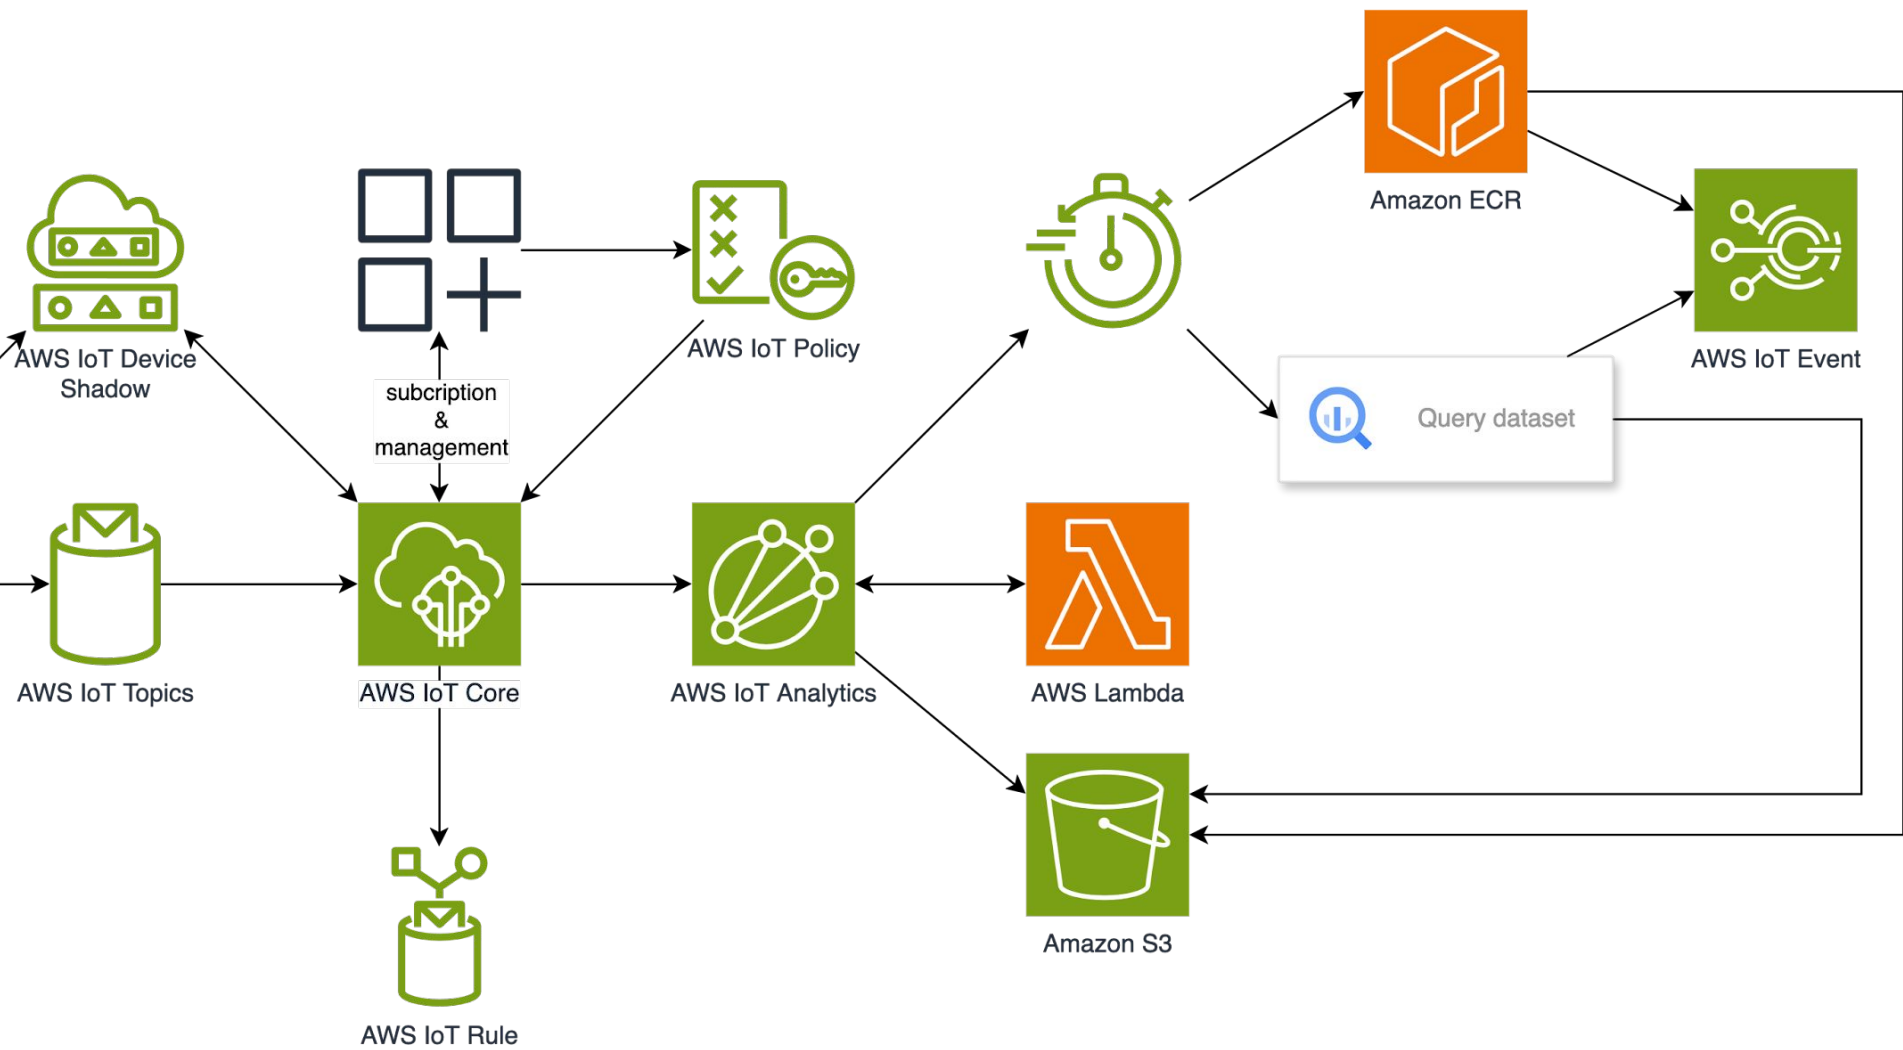 Amazon ECR
AWS IoT Device
Shadow
subcription
&
management
AWS IoT Policy
AWS IoT Event
Query dataset
AWS IoT Topics
AWS IoT Core
AWS IoT Analytics
AWS Lambda
Amazon S3
AWS IoT Rule